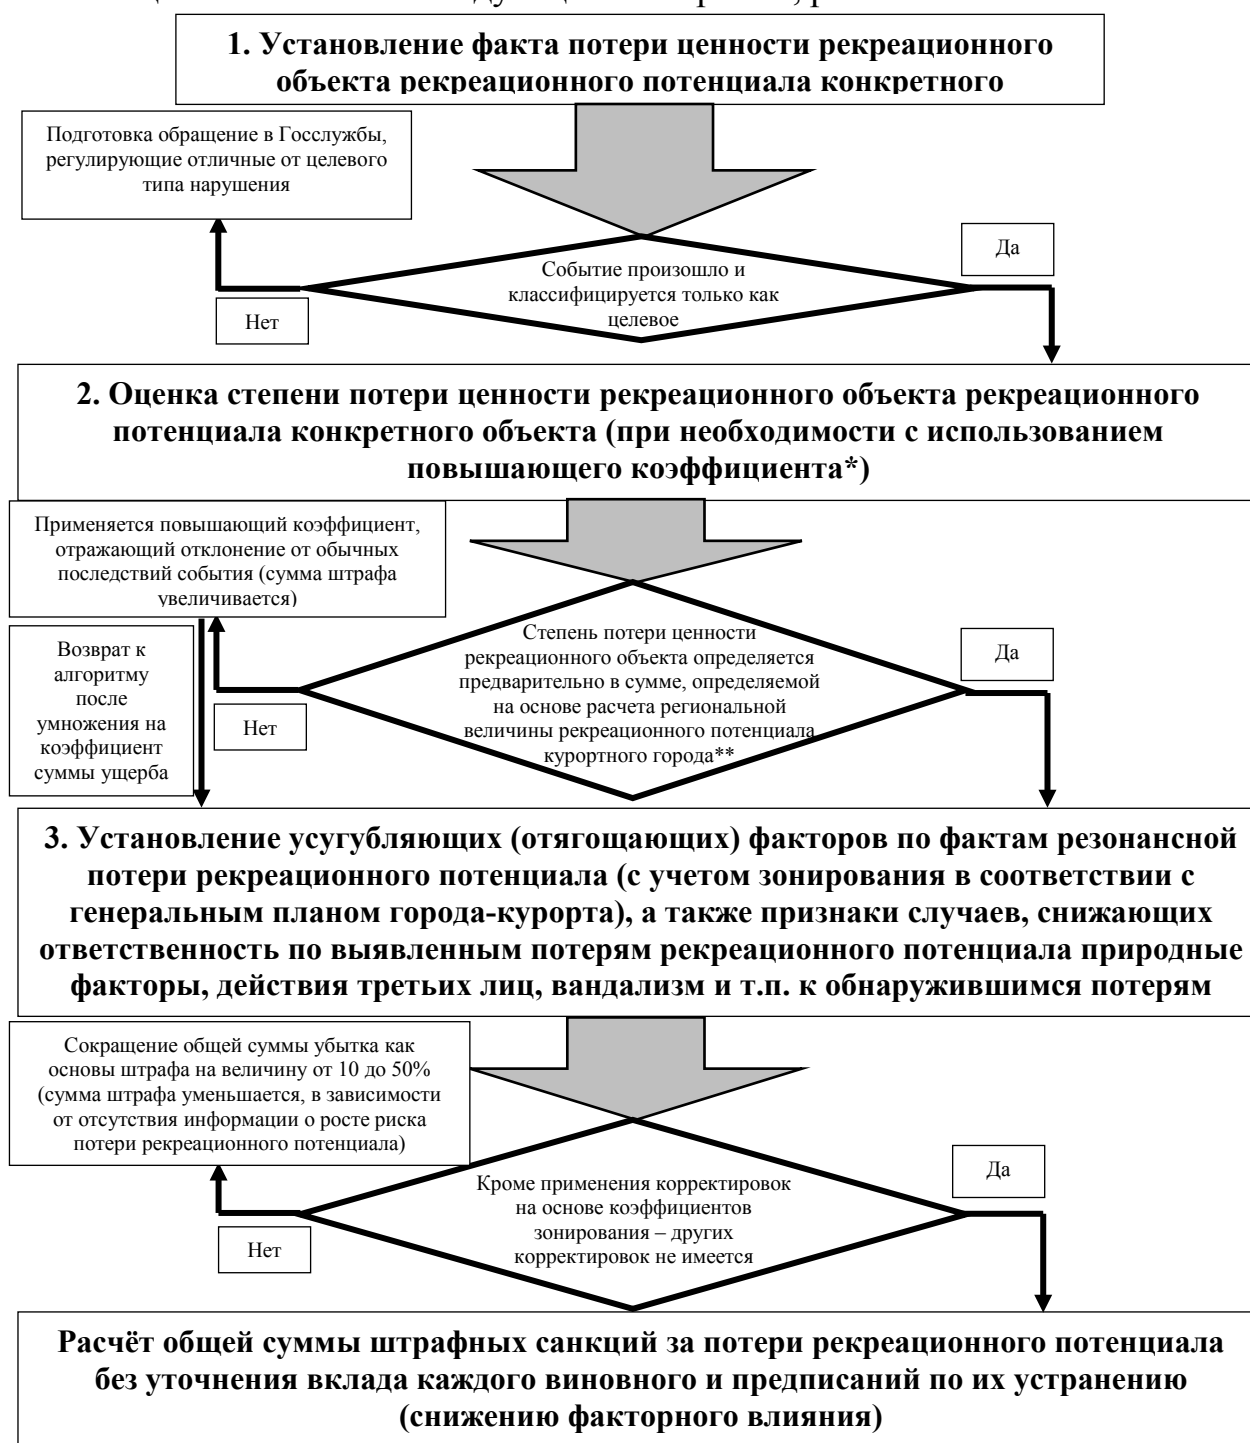 1. Установление факта потери ценности рекреационного
объекта рекреационного потенциала конкретного
Подготовка обращение в Госслужбы,
регулирующие отличные от целевого
типа нарушения
Да
Событие произошло и
классифицируется только как
целевое
Нет
2. Оценка степени потери ценности рекреационного объекта рекреационного
потенциала конкретного объекта (при необходимости с использованием
повышающего коэффициента*)
Применяется повышающий коэффициент,
отражающий отклонение от обычных
последствий события (сумма штрафа
увеличивается)
Возврат к
алгоритму
после
умножения на
коэффициент
суммы ущерба
Нет
Степень потери ценности
рекреационного объекта определяется
предварительно в сумме, определяемой
на основе расчета региональной
величины рекреационного потенциала
курортного города**
Да
3. Установление усугубляющих (отягощающих) факторов по фактам резонансной
потери рекреационного потенциала (с учетом зонирования в соответствии с
генеральным планом города-курорта), а также признаки случаев, снижающих
ответственность по выявленным потерям рекреационного потенциала природные
факторы, действия третьих лиц, вандализм и т.п. к обнаружившимся потерям
Сокращение общей суммы убытка как
основы штрафа на величину от 10 до 50%
(сумма штрафа уменьшается, в зависимости
от отсутствия информации о росте риска
потери рекреационного потенциала)
Да
Кроме применения корректировок
на основе коэффициентов
зонирования – других
корректировок не имеется
Нет
Расчёт общей суммы штрафных санкций за потери рекреационного потенциала
без уточнения вклада каждого виновного и предписаний по их устранению
(снижению факторного влияния)